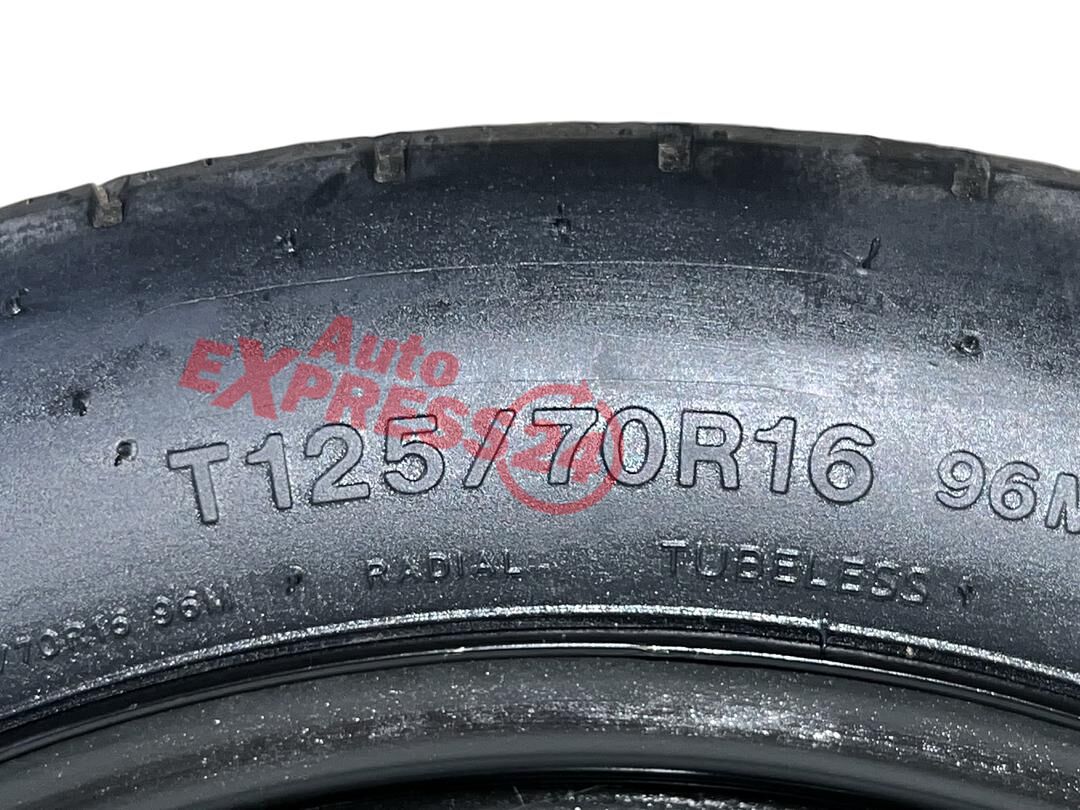 Auto
EXPRESS24
T125/70R16 96M
/70R16 96M P RADIAL TUBELESS